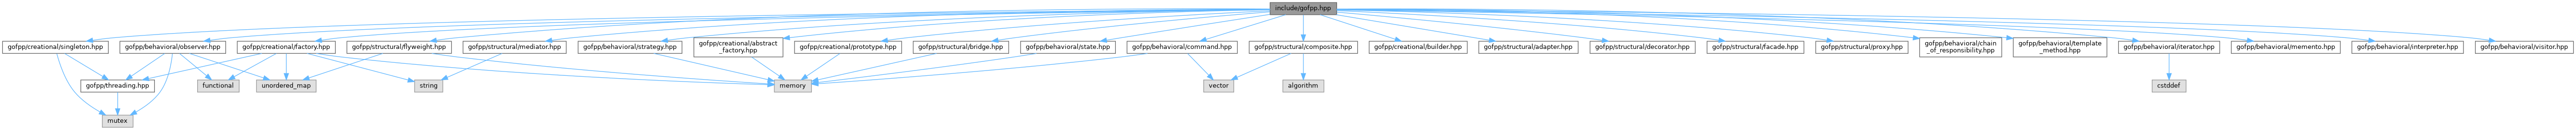 include/gofpp.hpp
gofpp/creational/singleton.hpp
gofpp/behavioral/observer.hpp
gofpp/creational/factory.hpp
gofpp/structural/flyweight.hpp
gofpp/structural/mediator.hpp
gofpp/behavioral/strategy.hpp
gofpp/creational/abstract
_factory.hpp
gofpp/creational/prototype.hpp
gofpp/structural/bridge.hpp
gofpp/behavioral/state.hpp
gofpp/behavioral/command.hpp
gofpp/structural/composite.hpp
gofpp/creational/builder.hpp
gofpp/structural/adapter.hpp
gofpp/structural/decorator.hpp
gofpp/structural/facade.hpp
gofpp/structural/proxy.hpp
gofpp/behavioral/chain
_of_responsibility.hpp
gofpp/behavioral/template
_method.hpp
gofpp/behavioral/iterator.hpp
gofpp/behavioral/memento.hpp
gofpp/behavioral/interpreter.hpp
gofpp/behavioral/visitor.hpp
gofpp/threading.hpp
functional
unordered_map
string
memory
vector
algorithm
cstddef
mutex